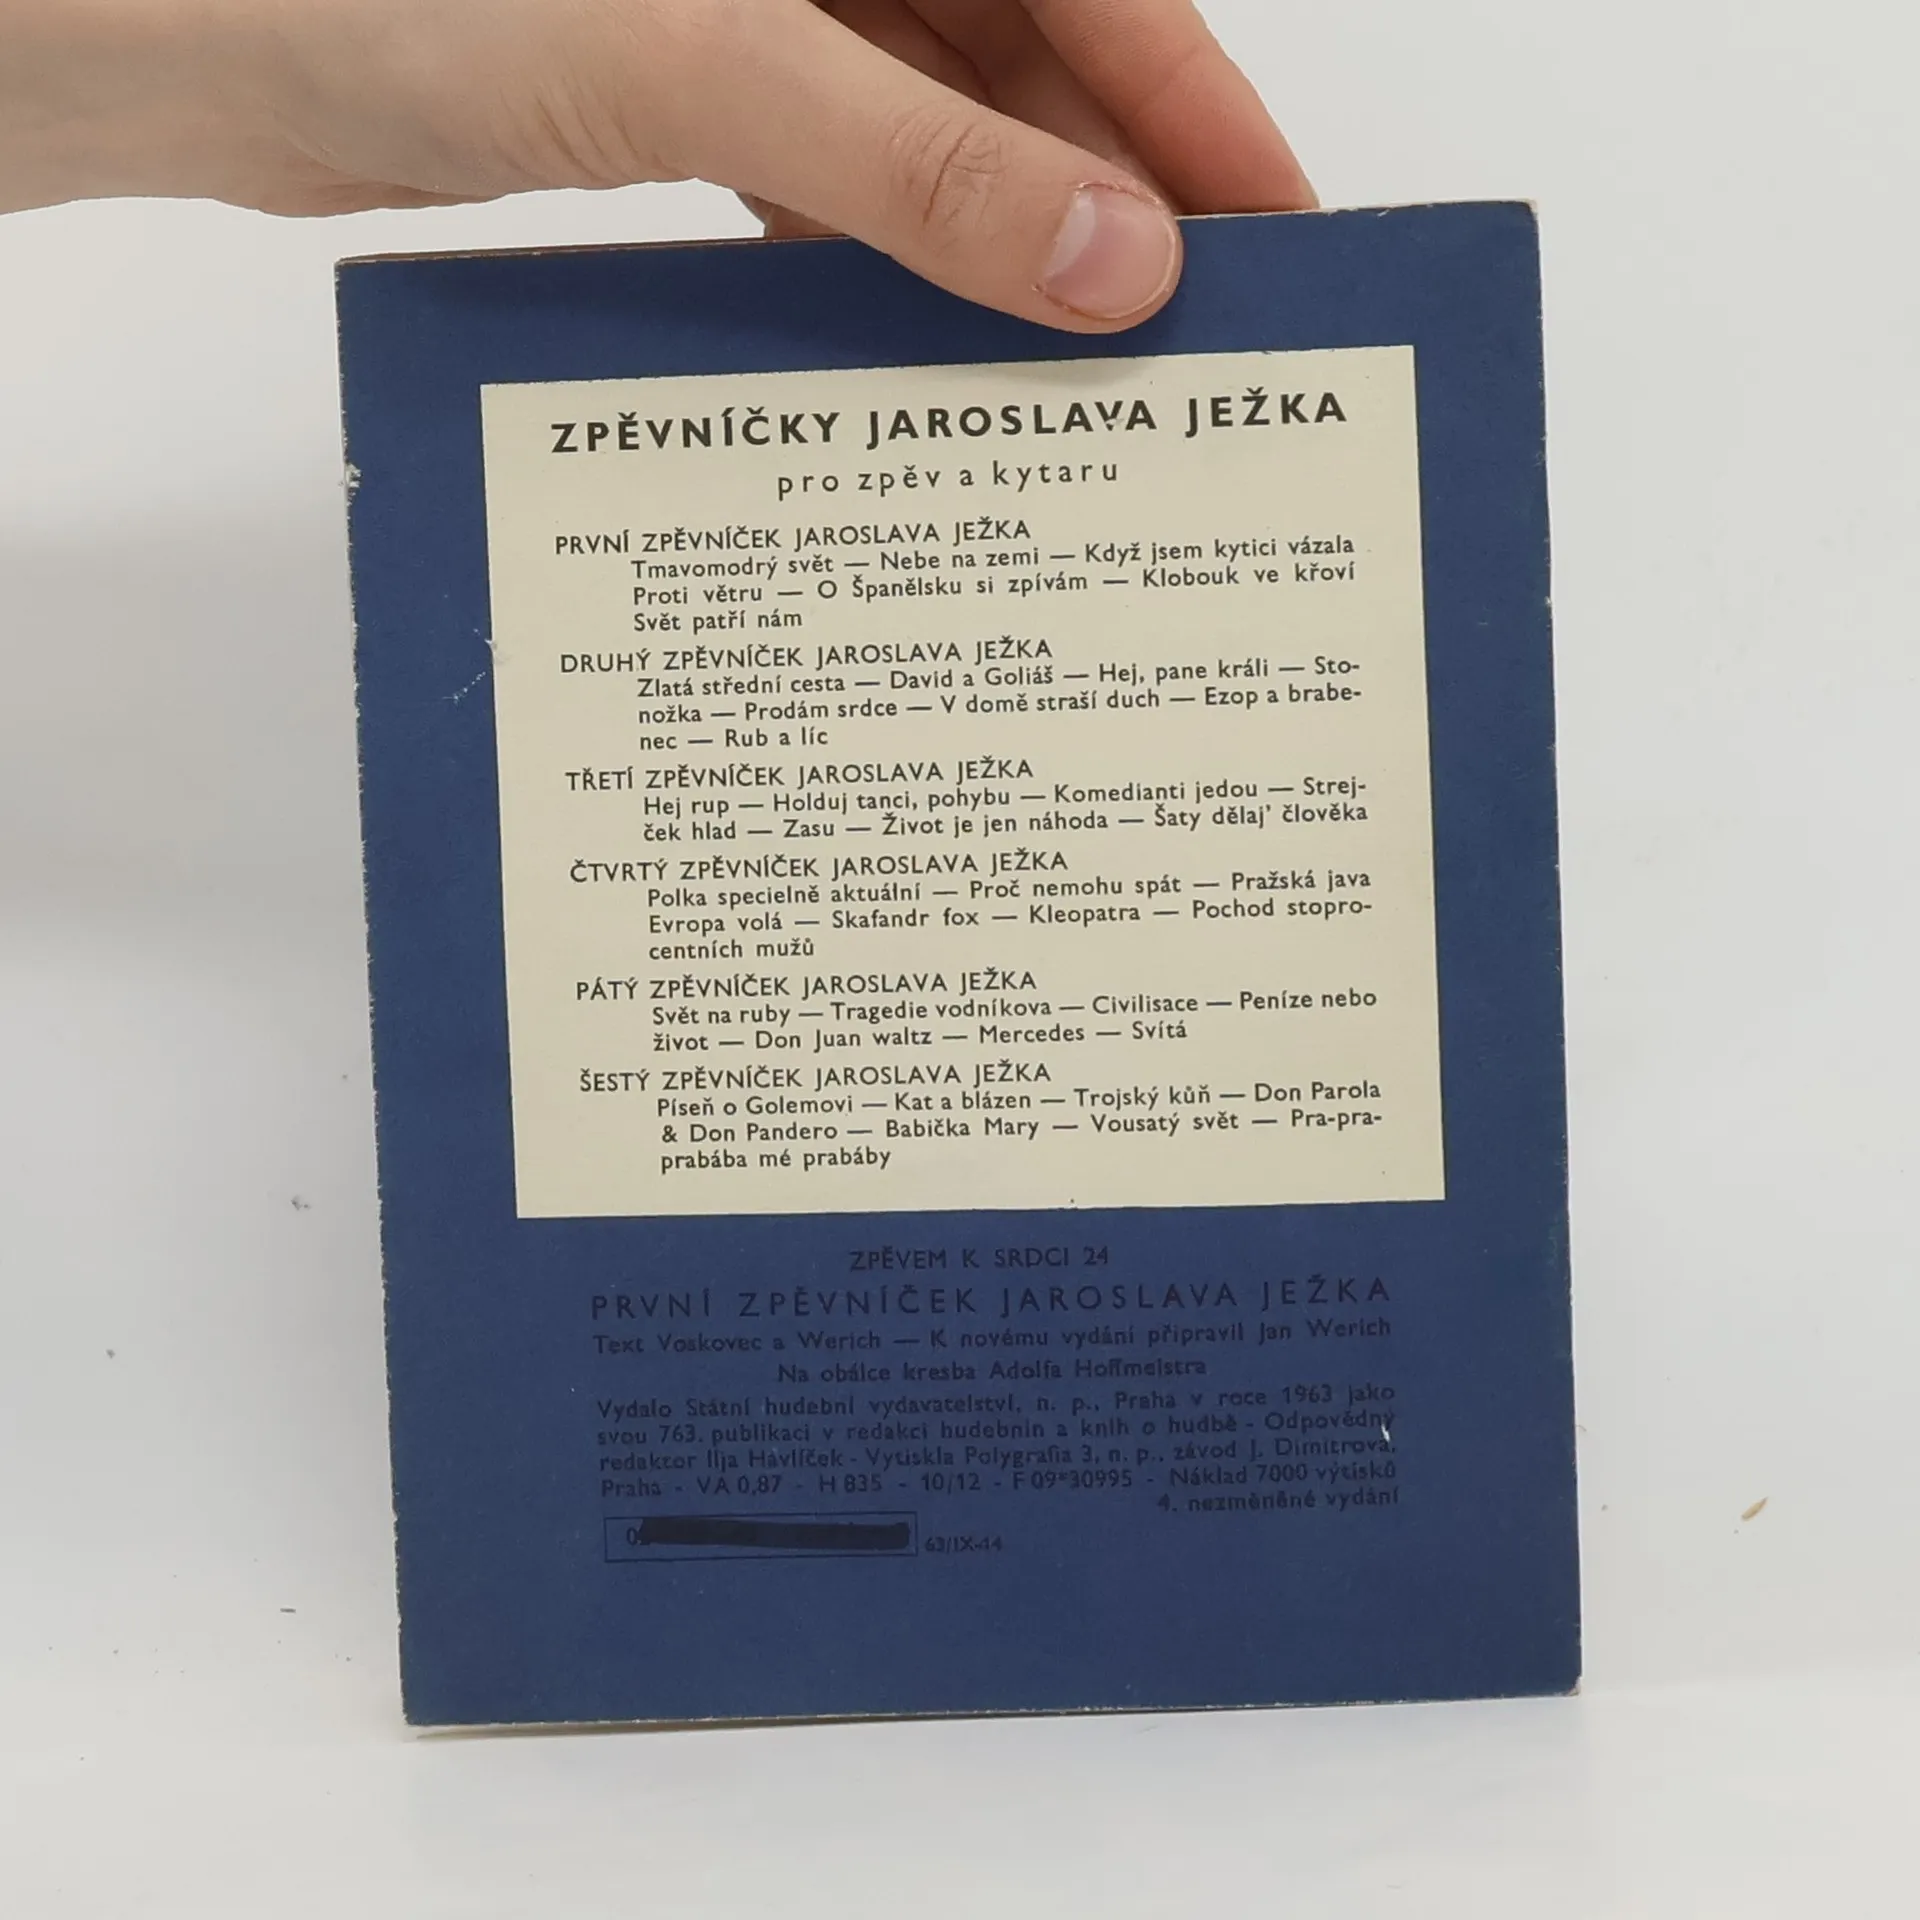 ZPĚVNÍČKY JAROSLAVA JEŽKA
pro zpěv a kytaru
PRVNÍ ZPĚVNÍČEK JAROSLAVA JEŽKA
Tmavomodrý svět — Nebe na zemi — Když jsem kytici vázala
Proti větru — O Španělsku si zpívám — Klobouk ve křoví
Svět patří nám
DRUHÝ ZPĚVNÍČEK JAROSLAVA JEŽKA
Zlatá střední cesta — David a Goliáš — Hej, pane králi — Sto-
nožka — Prodám srdce — V domě straší duch — Ezop a brabe-
nec — Rub a líc
TŘETÍ ZPĚVNÍČEK JAROSLAVA JEŽKA
Hej rup — Holduj tanci, pohybu — Komedianti jedou — Strej-
ček hlad — Zasu — Život je jen náhoda — Šaty dělaj' člověka
ČTVRTÝ ZPĚVNÍČEK JAROSLAVA JEŽKA
Polka specielně aktuální — Proč nemohu spát — Pražská java
Evropa volá — Skafandr fox — Kleopatra — Pochod stopro-
centních mužů
PÁTÝ ZPĚVNÍČEK JAROSLAVA JEŽKA
Svět na ruby — Tragedie vodníkova — Civilisace — Peníze nebo
život — Don Juan waltz — Mercedes — Svítá
ŠESTÝ ZPĚVNÍČEK JAROSLAVA JEŽKA
Píseň o Golemovi — Kat a blázen — Trojský kůň — Don Parola
& Don Pandero — Babička Mary — Vousatý svět — Pra-pra-
prabába mé prabáby
ZPĚVEM K SRDCI 24
PRVNÍ ZPĚVNÍČEK JAROSLAVA JEŽKA
Text Voskovec a Werich — K novému vydání připravil Jan Werich
Na obálce kresba Adolfa Hoffmeistra
Vydalo Státní hudební vydavatelství, n. p., Praha v roce 1963 jako
svou 763. publikaci v redakci hudebnin a knih o hudbě - Odpovědný
redaktor Ilja Havlíček - Vytiskla Polygrafia 3, n. p., závod J. Dimitrova,
Praha - VA 0,87 - H 835 - 10/12 - F 09*30995 - Náklad 7000 výtisků
4. nezměněné vydání
63/IX-44